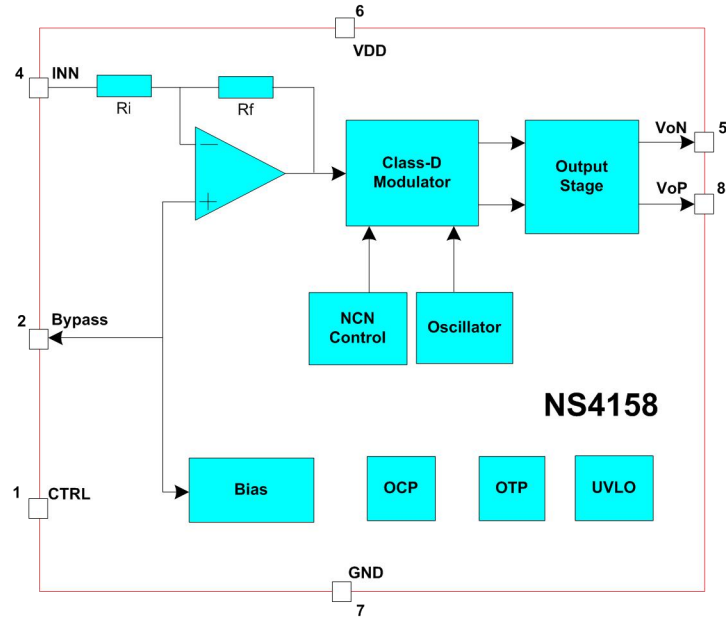 6
VDD
4
INN
Ri
Rf
Class-D
Modulator
Output
Stage
VoN
5
VoP
8
2
Bypass
NCN
Control
Oscillator
NS4158
1
CTRL
Bias
OCP
OTP
UVLO
GND
7